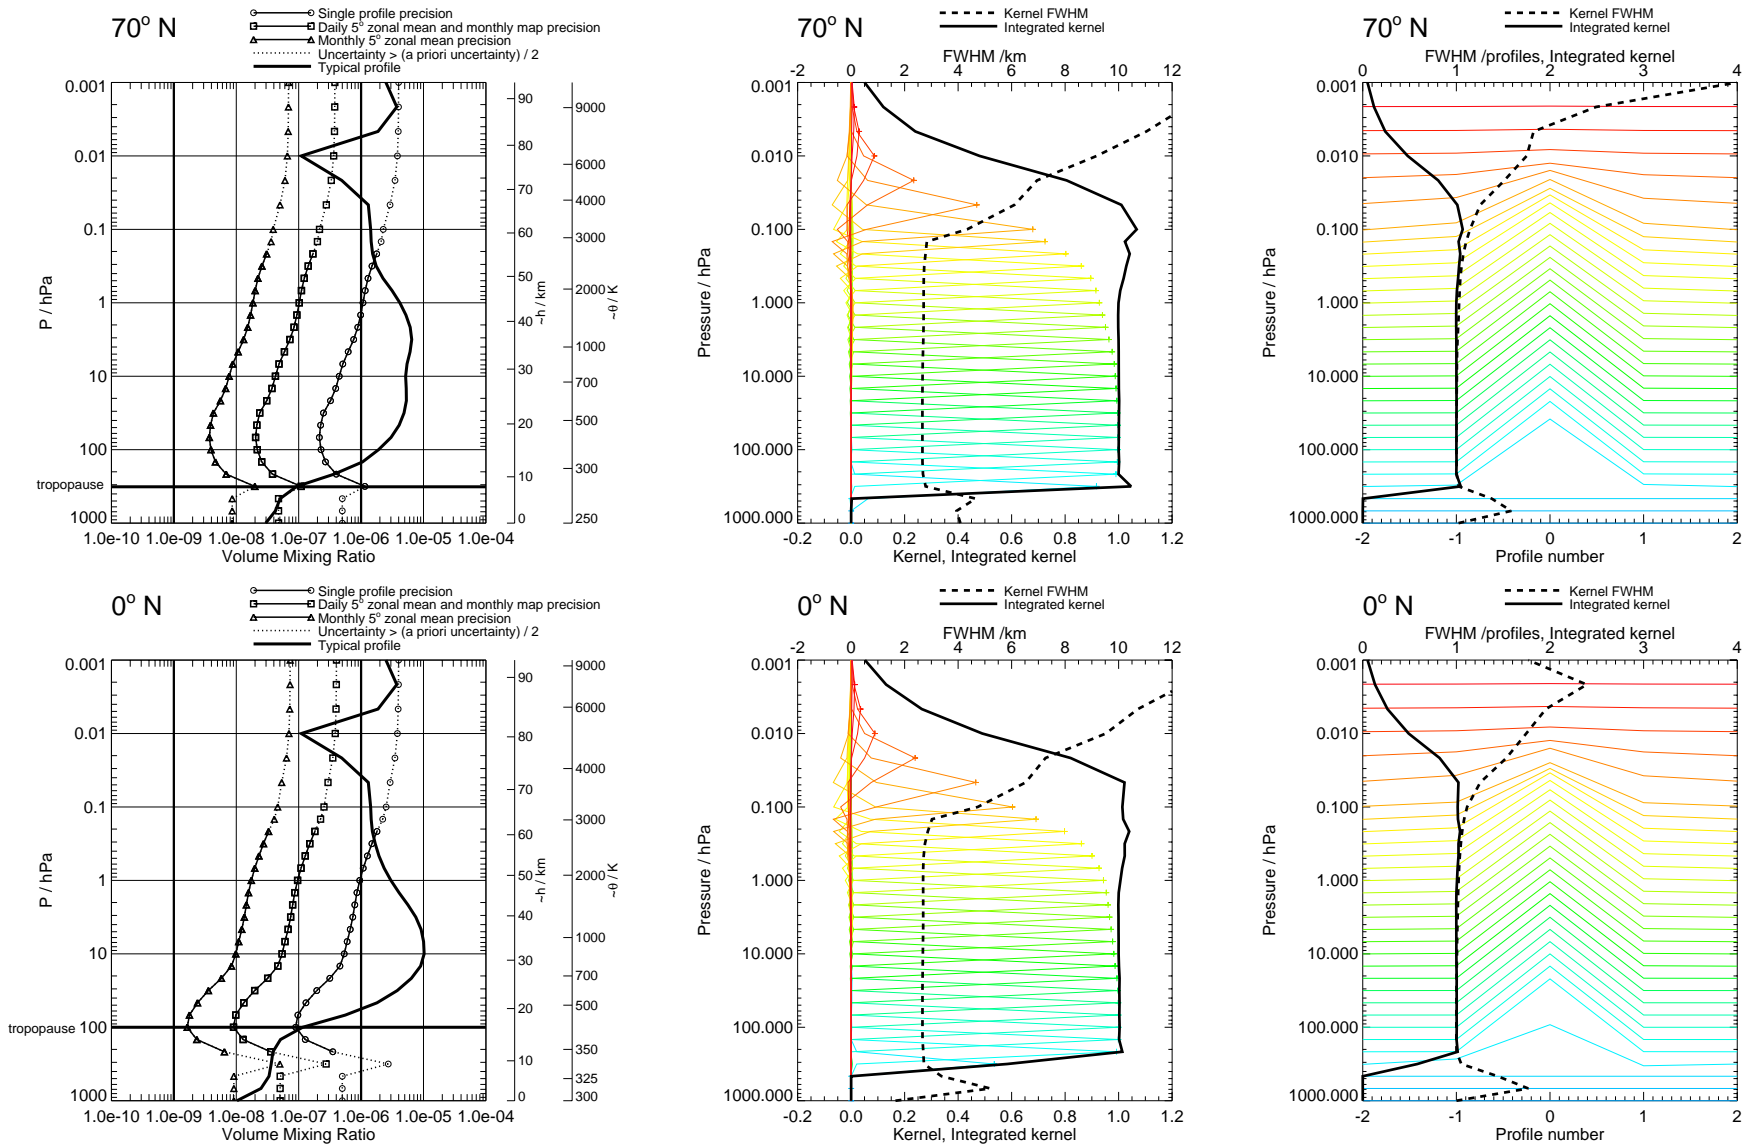 70° N
Single profile precision
Daily 5° zonal mean and monthly map precision
Monthly 5° zonal mean precision
Uncertainty > (a priori uncertainty) / 2
Typical profile
0.001
0.01
0.1
1
10
100
tropopause
1000
P / hPa
1.0e-10 1.0e-09 1.0e-08 1.0e-07 1.0e-06 1.0e-05 1.0e-04
Volume Mixing Ratio
90
80
70
60
50
40
30
20
10
0
~h / km
9000
6000
4000
3000
2000
1000
700
500
300
250
~θ / K
70° N
Kernel FWHM
Integrated kernel
FWHM /km
-2 0 2 4 6 8 10 12
0.001
0.010
0.100
1.000
10.000
100.000
1000.000
Pressure / hPa
-0.2 0.0 0.2 0.4 0.6 0.8 1.0 1.2
Kernel, Integrated kernel
70° N
Kernel FWHM
Integrated kernel
FWHM /profiles, Integrated kernel
0 1 2 3 4
0.001
0.010
0.100
1.000
10.000
100.000
1000.000
Pressure / hPa
-2 -1 0 1 2
Profile number
0° N
Single profile precision
Daily 5° zonal mean and monthly map precision
Monthly 5° zonal mean precision
Uncertainty > (a priori uncertainty) / 2
Typical profile
0.001
0.01
0.1
1
10
tropopause 100
1000
P / hPa
1.0e-10 1.0e-09 1.0e-08 1.0e-07 1.0e-06 1.0e-05 1.0e-04
Volume Mixing Ratio
90
80
70
60
50
40
30
20
10
0
~h / km
9000
6000
4000
3000
2000
1000
700
500
350
325
300
~θ / K
0° N
Kernel FWHM
Integrated kernel
FWHM /km
-2 0 2 4 6 8 10 12
0.001
0.010
0.100
1.000
10.000
100.000
1000.000
Pressure / hPa
-0.2 0.0 0.2 0.4 0.6 0.8 1.0 1.2
Kernel, Integrated kernel
0° N
Kernel FWHM
Integrated kernel
FWHM /profiles, Integrated kernel
0 1 2 3 4
0.001
0.010
0.100
1.000
10.000
100.000
1000.000
Pressure / hPa
-2 -1 0 1 2
Profile number